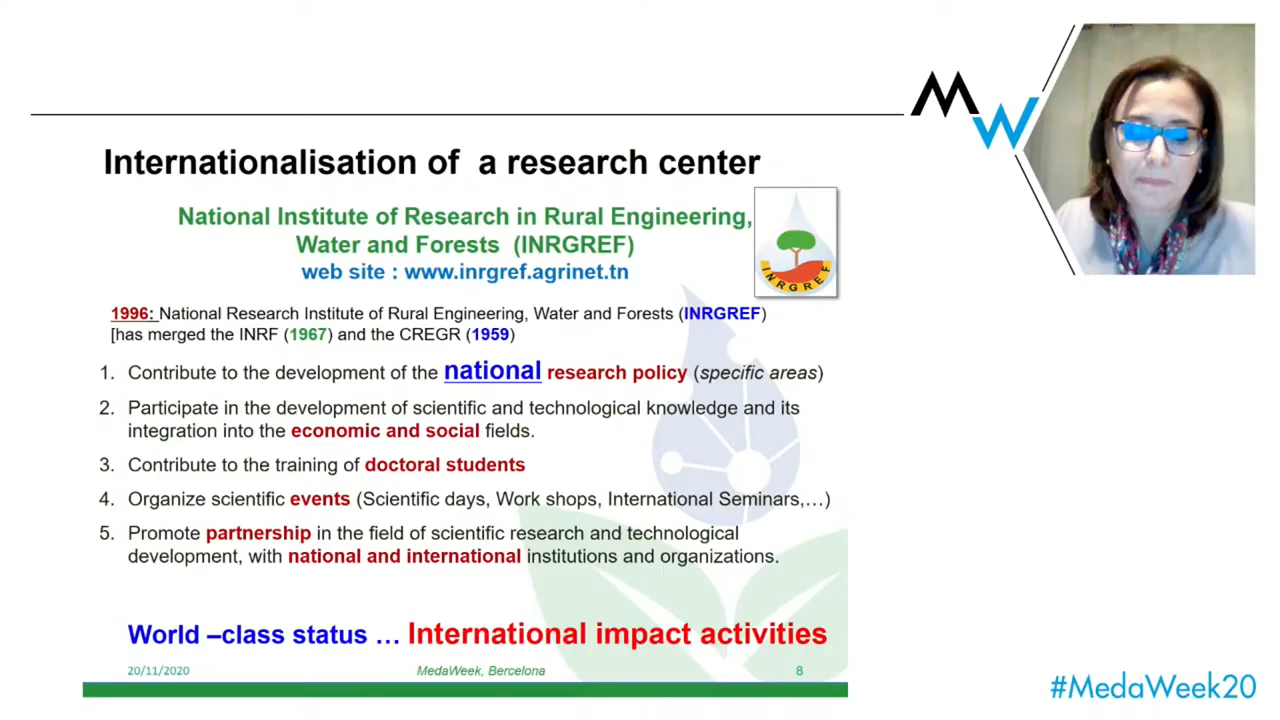 MW
Internationalisation of a research center
National Institute of Research in Rural Engineering,
Water and Forests (INRGREF)
web site : www.inrgref.agrinet.tn
INRGREF
1996: National Research Institute of Rural Engineering, Water and Forests (INRGREF)
[has merged the INRF (1967) and the CREGR (1959)
1. Contribute to the development of the national research policy (specific areas)
2. Participate in the development of scientific and technological knowledge and its
integration into the economic and social fields.
3. Contribute to the training of doctoral students
4. Organize scientific events (Scientific days, Work shops, International Seminars,…)
5. Promote partnership in the field of scientific research and technological
development, with national and international institutions and organizations.
World –class status … International impact activities
20/11/2020 MedaWeek, Bercelona 8
#MedaWeek20